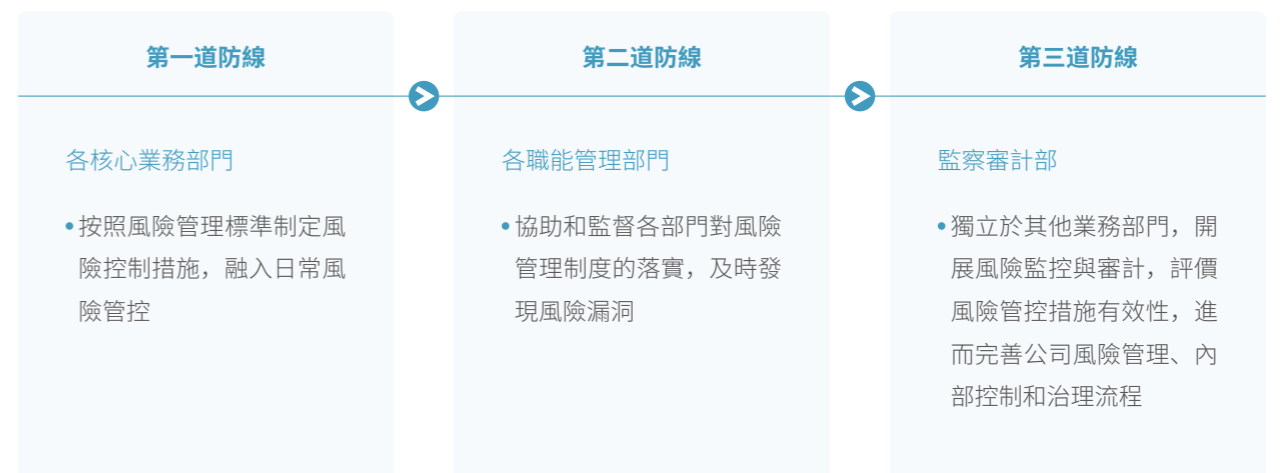 第一道防線
各核心業務部門
•按照風險管理標準制定風
險控制措施，融入日常風
險管控
第二道防線
各職能管理部門
•協助和監督各部門對風險
管理制度的落實，及時發
現風險漏洞
第三道防線
監察審計部
•獨立於其他業務部門，開
展風險監控與審計，評價
風險管控措施有效性，進
而完善公司風險管理、內
部控制和治理流程